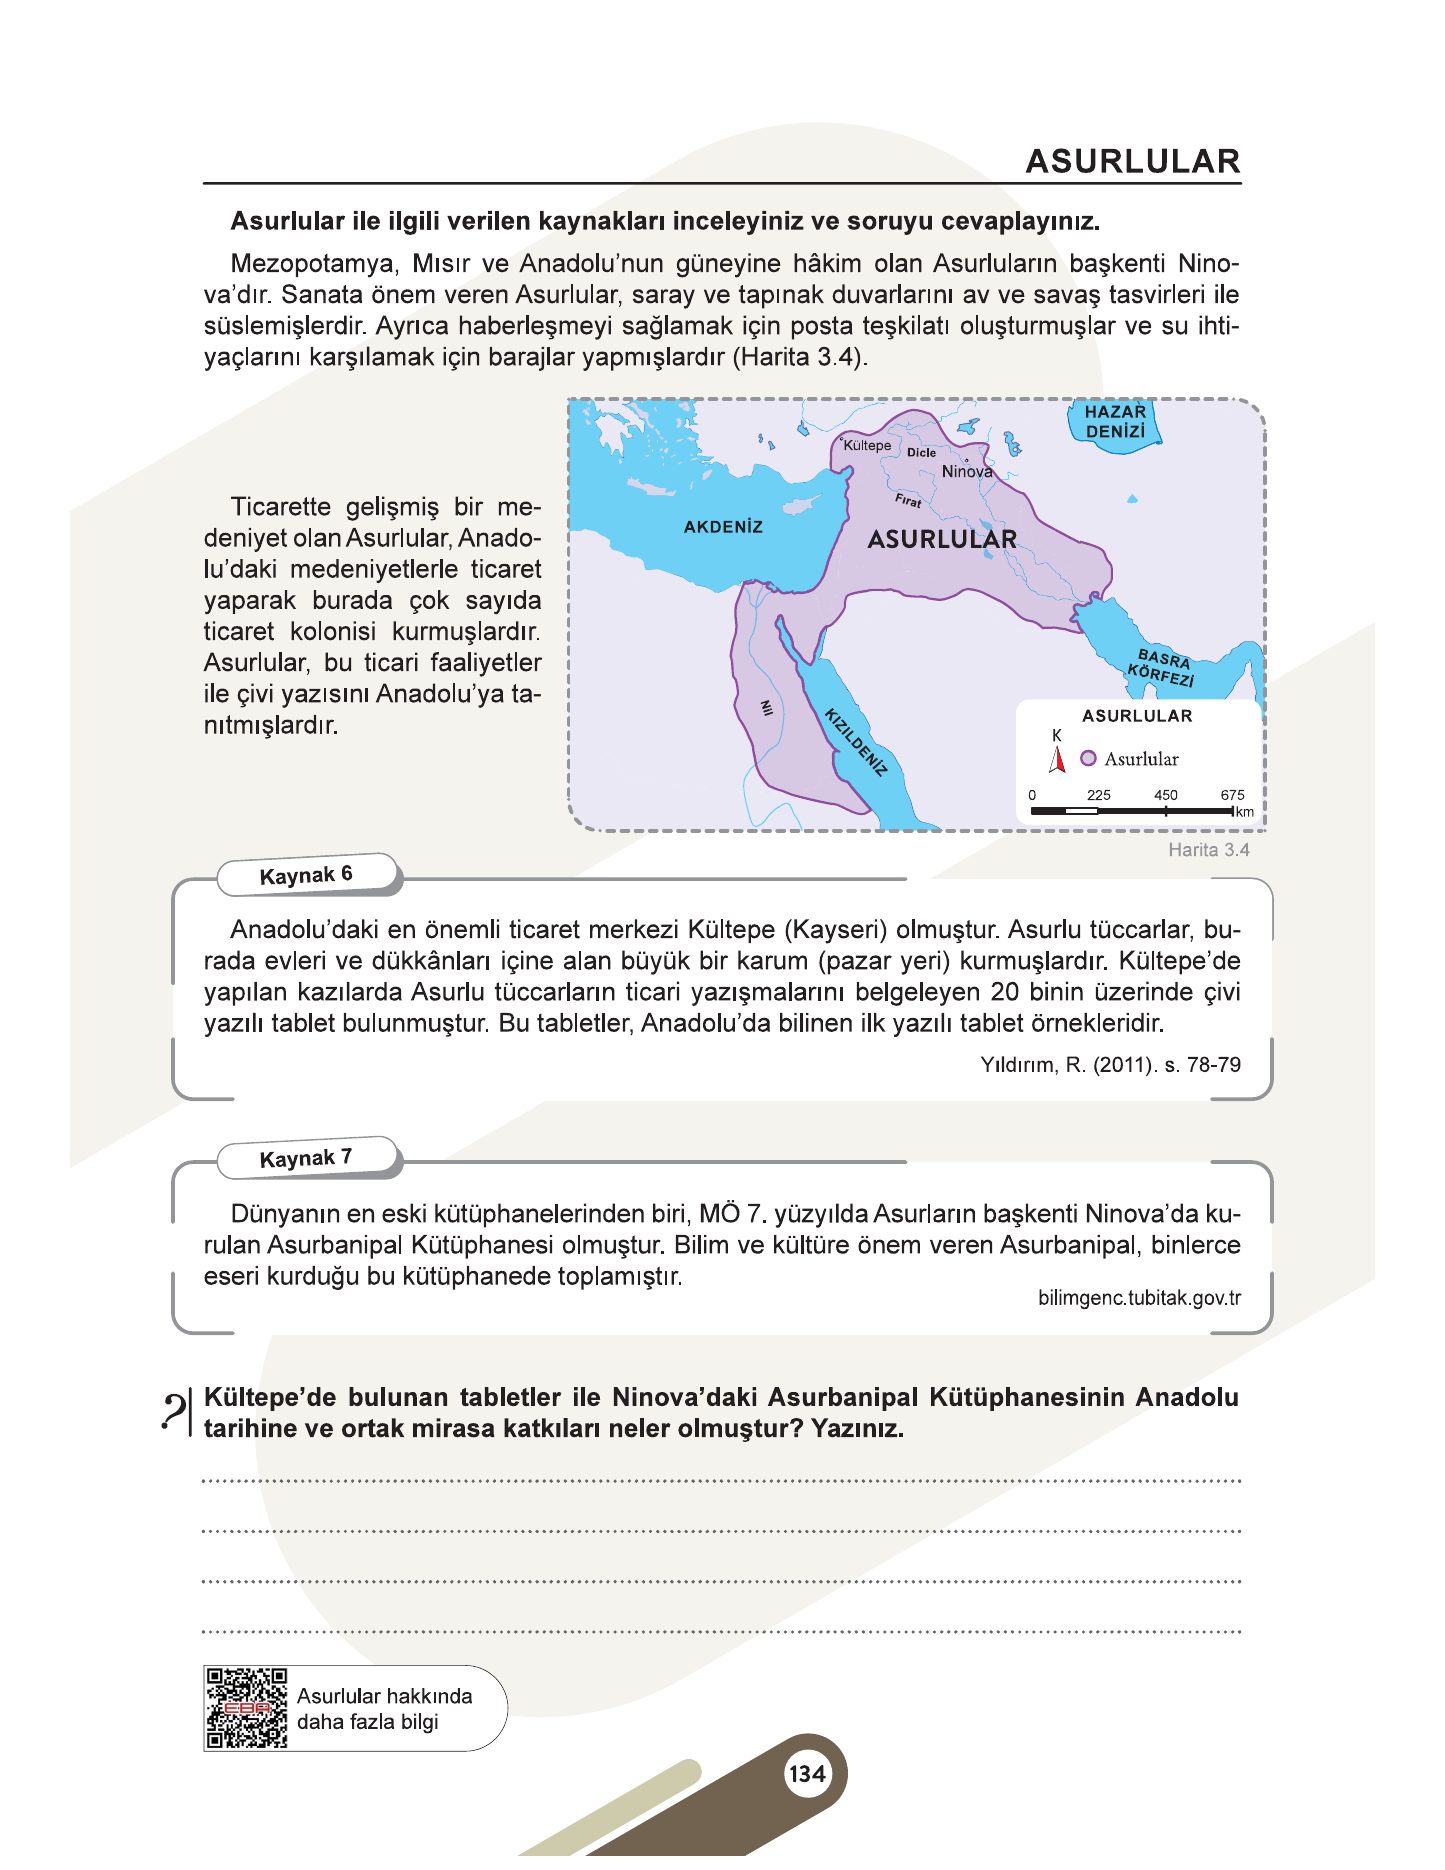 ASURLULAR
Asurlular ile ilgili verilen kaynakları inceleyiniz ve soruyu cevaplayınız.
Mezopotamya, Mısır ve Anadolu’nun güneyine hâkim olan Asurluların başkenti Nino-
va’dır. Sanata önem veren Asurlular, saray ve tapınak duvarlarını av ve savaş tasvirleri ile
süslemişlerdir. Ayrıca haberleşmeyi sağlamak için posta teşkilatı oluşturmuşlar ve su ihti-
yaçlarını karşılamak için barajlar yapmışlardır (Harita 3.4).
Ticarette gelişmiş bir me-
deniyet olan Asurlular, Anado-
lu’daki medeniyetlerle ticaret
yaparak burada çok sayıda
ticaret kolonisi kurmuşlardır.
Asurlular, bu ticari faaliyetler
ile çivi yazısını Anadolu’ya ta-
nıtmışlardır.
HAZAR
DENİZİ
Kültepe
Dicle
Ninova
Fırat
AKDENİZ
ASURLULAR
BASRA
KÖRFEZİ
Nil
KIZILDENİZ
ASURLULAR
K
Asurlular
0 225 450 675
km
Harita 3.4
Kaynak 6
Anadolu’daki en önemli ticaret merkezi Kültepe (Kayseri) olmuştur. Asurlu tüccarlar, bu-
rada evleri ve dükkânları içine alan büyük bir karum (pazar yeri) kurmuşlardır. Kültepe’de
yapılan kazılarda Asurlu tüccarların ticari yazışmalarını belgeleyen 20 binin üzerinde çivi
yazılı tablet bulunmuştur. Bu tabletler, Anadolu’da bilinen ilk yazılı tablet örnekleridir.
Yıldırım, R. (2011). s. 78-79
Kaynak 7
Dünyanın en eski kütüphanelerinden biri, MÖ 7. yüzyılda Asurların başkenti Ninova’da ku-
rulan Asurbanipal Kütüphanesi olmuştur. Bilim ve kültüre önem veren Asurbanipal, binlerce
eseri kurduğu bu kütüphanede toplamıştır.
bilimgenc.tubitak.gov.tr
?
Kültepe’de bulunan tabletler ile Ninova’daki Asurbanipal Kütüphanesinin Anadolu
tarihine ve ortak mirasa katkıları neler olmuştur? Yazınız.
EBA
Asurlular hakkında
daha fazla bilgi
134